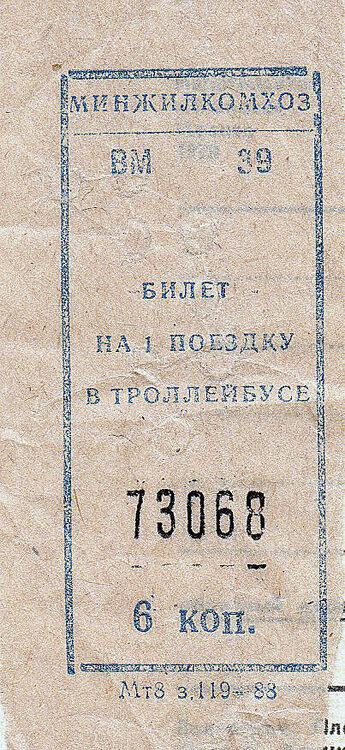 МИНЖИЛКОМХОЗ
ВМ 39
БИЛЕТ
НА 1 ПОЕЗДКУ
В ТРОЛЛЕЙБУСЕ
73068
6 коп.
Мт8 з.119-88